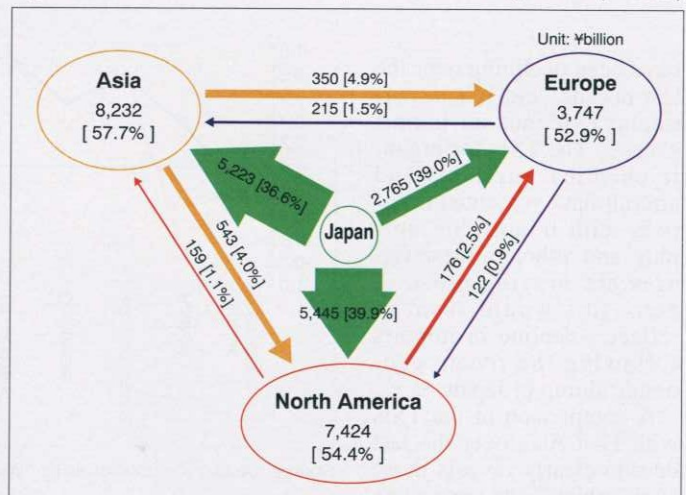 Unit: ¥billion
Asia
8,232
[ 57.7% ]
350 [4.9%]
215 [1.5%]
Europe
3,747
[ 52.9% ]
5,223 [36.6%]
2,765 [39.0%]
Japan
543 [4.0%]
159 [1.1%]
176 [2.5%]
122 [0.9%]
5,445 [39.9%]
North America
7,424
[ 54.4% ]